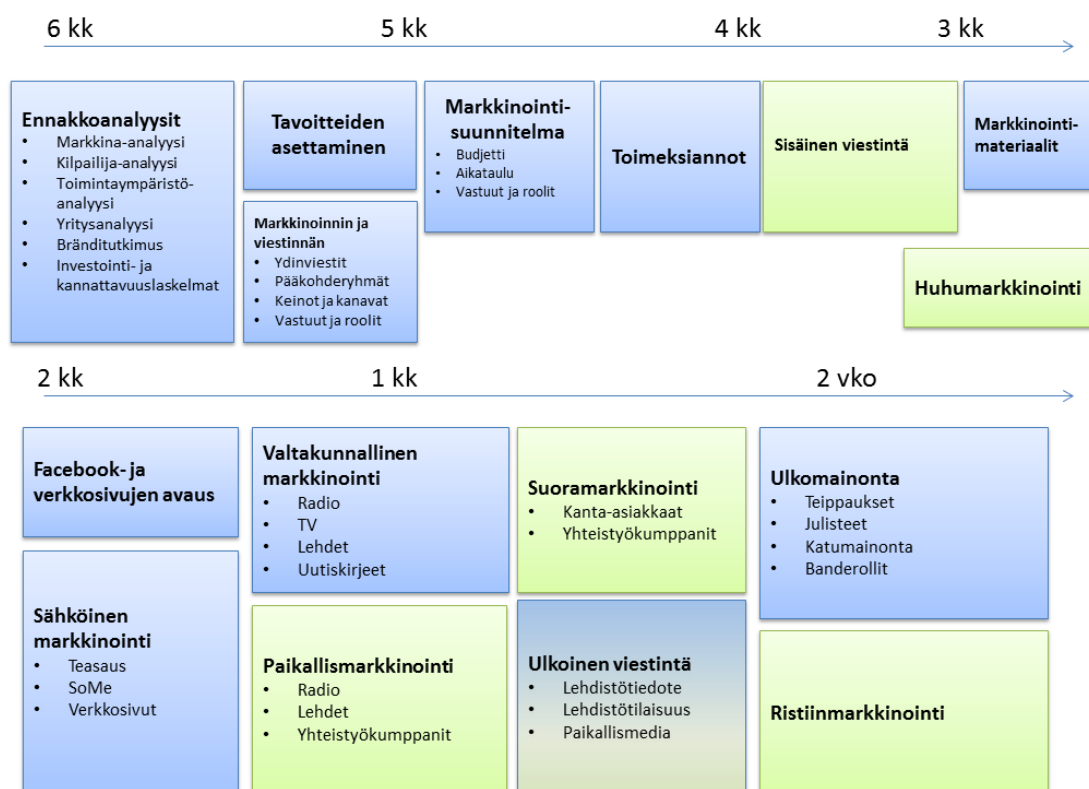 6 kk
5 kk
4 kk
3 kk
Ennakkoanalyysit
• Markkina-analyysi
• Kilpailija-analyysi
• Toimintaympäristö-
analyysi
• Yritysanalyysi
• Bränditutkimus
• Investointi- ja
kannattavuuslaskelmat
Tavoitteiden
asettaminen
Markkinoinnin ja
viestinnän
• Ydinviestit
• Pääkohderyhmät
• Keinot ja kanavat
• Vastuut ja roolit
Markkinointi-
suunnitelma
• Budjetti
• Aikataulu
• Vastuut ja roolit
Toimeksiannot
Sisäinen viestintä
Markkinointi-
materiaalit
Huhumarkkinointi
2 kk
1 kk
2 vko
Facebook- ja
verkkosivujen avaus
Sähköinen
markkinointi
• Teasaus
• SoMe
• Verkkosivut
Valtakunnallinen
markkinointi
• Radio
• TV
• Lehdet
• Uutiskirjeet
Paikallismarkkinointi
• Radio
• Lehdet
• Yhteistyökumppanit
Suoramarkkinointi
• Kanta-asiakkaat
• Yhteistyökumppanit
Ulkoinen viestintä
• Lehdistötiedote
• Lehdistötilaisuus
• Paikallismedia
Ulkomainonta
• Teippaukset
• Julisteet
• Katumainonta
• Banderollit
Ristiinmarkkinointi